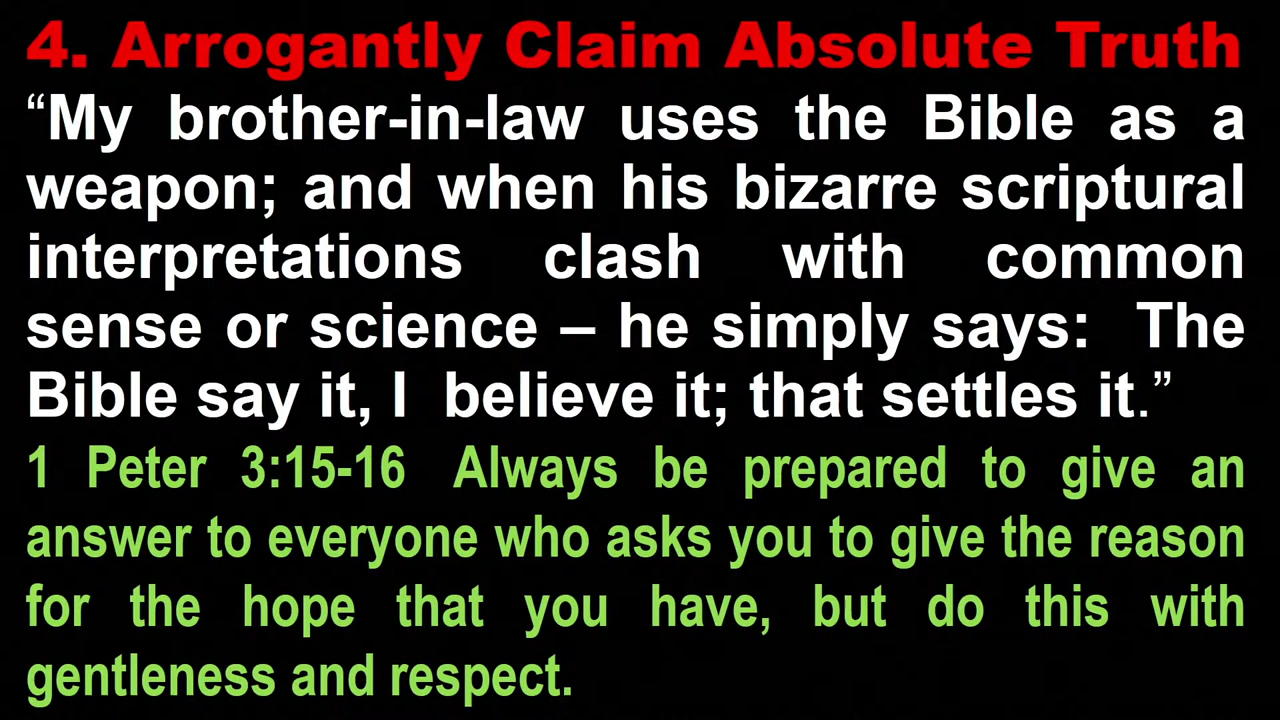 4. Arrogantly Claim Absolute Truth
“My brother-in-law uses the Bible as a
weapon; and when his bizarre scriptural
interpretations clash with common
sense or science – he simply says: The
Bible say it, I believe it; that settles it.”
1 Peter 3:15-16 Always be prepared to give an
answer to everyone who asks you to give the reason
for the hope that you have, but do this with
gentleness and respect.